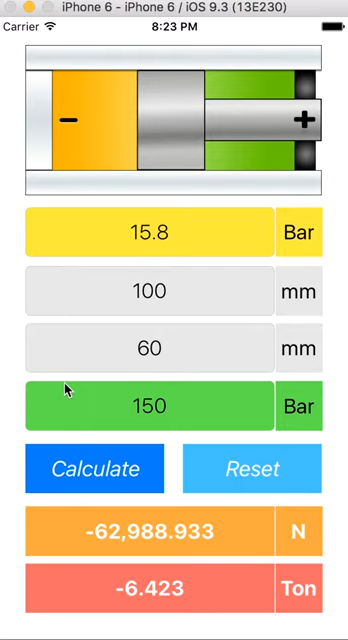 iPhone 6 - iPhone 6 / iOS 9.3 (13E230)
Carrier 8:23 PM
- +
15.8 Bar
100 mm
60 mm
150 Bar
Calculate Reset
-62,988.933 N
-6.423 Ton